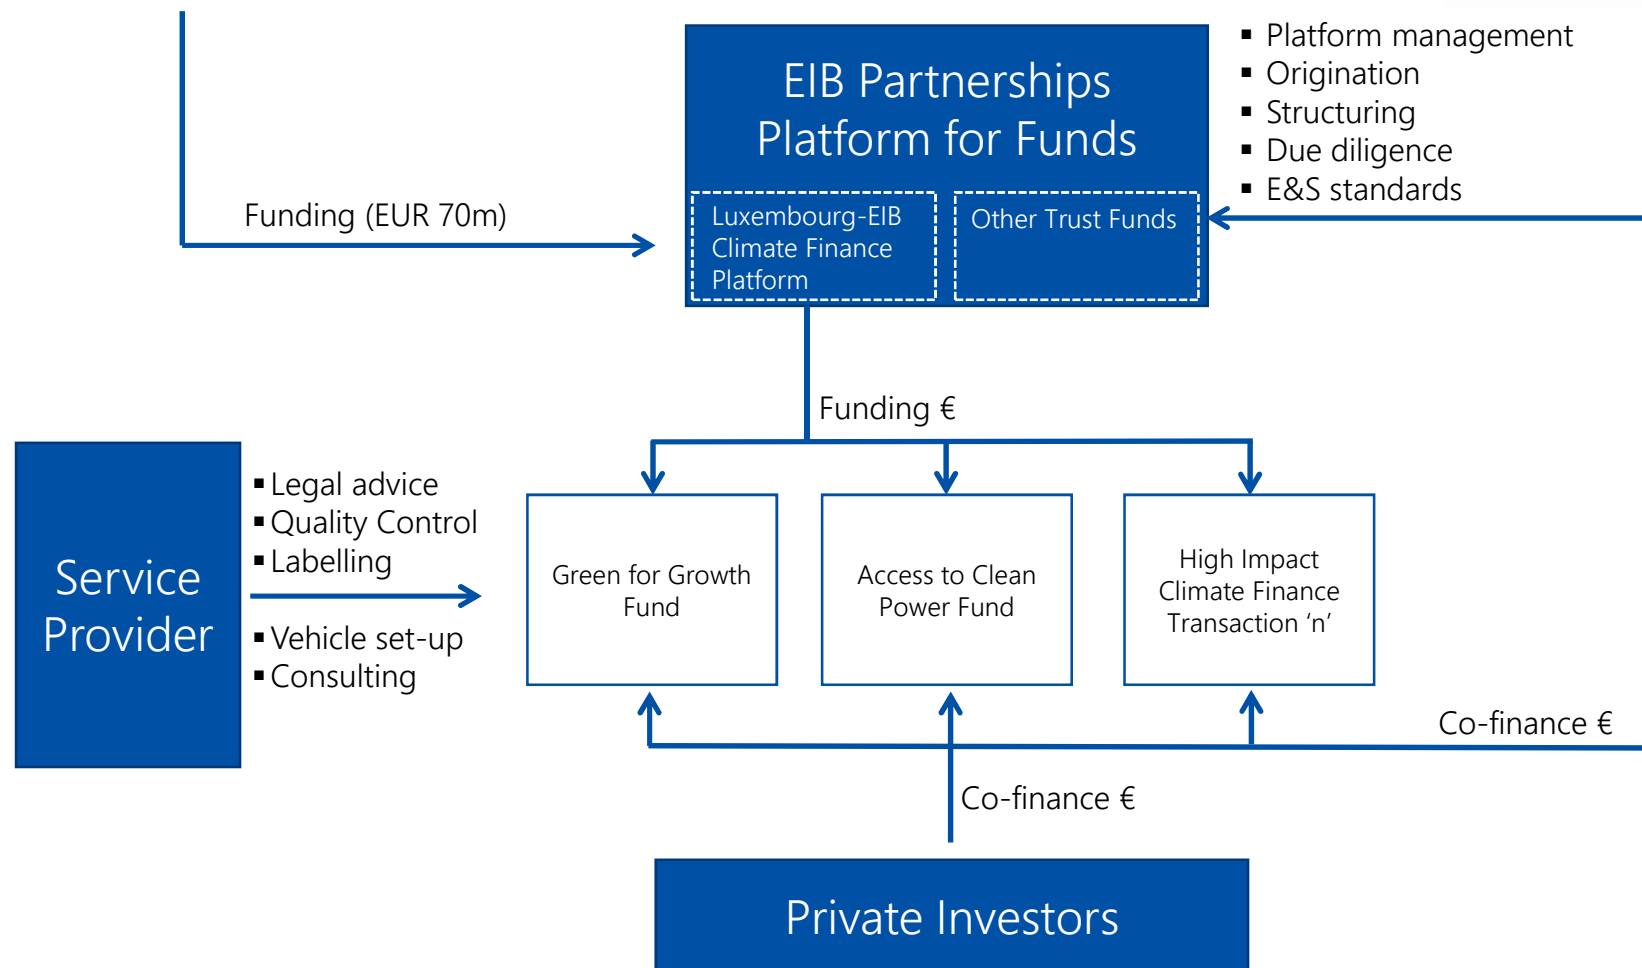 EIB Partnerships
Platform for Funds
Luxembourg-EIB
Climate Finance
Platform
Other Trust Funds
▪ Platform management
▪ Origination
▪ Structuring
▪ Due diligence
▪ E&S standards
Funding (EUR 70m)
Funding €
Service
Provider
▪ Legal advice
▪ Quality Control
▪ Labelling
▪ Vehicle set-up
▪ Consulting
Green for Growth
Fund
Access to Clean
Power Fund
High Impact
Climate Finance
Transaction ‘n’
Co-finance €
Co-finance €
Private Investors